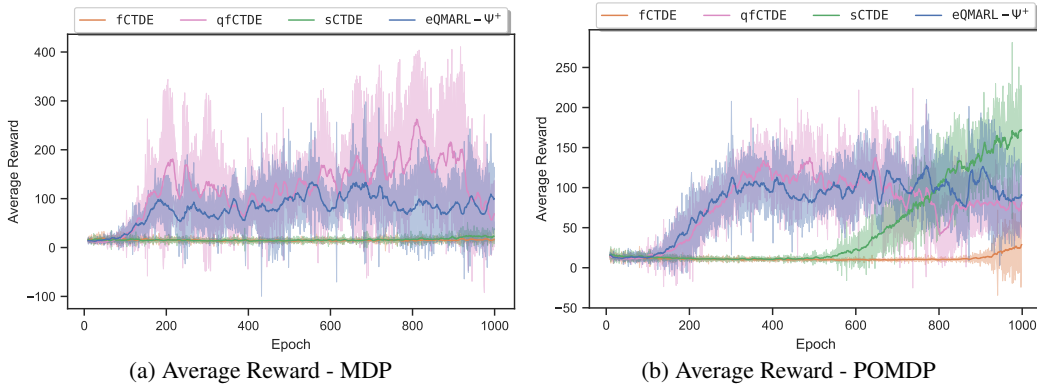 fCTDE qfCTDE sCTDE eQMARL−Ψ+
400
300
200
100
0
−100
Average Reward
0 200 400 600 800 1000
Epoch
(a) Average Reward - MDP
fCTDE qfCTDE sCTDE eQMARL−Ψ+
250
200
150
100
50
0
−50
Average Reward
0 200 400 600 800 1000
Epoch
(b) Average Reward - POMDP